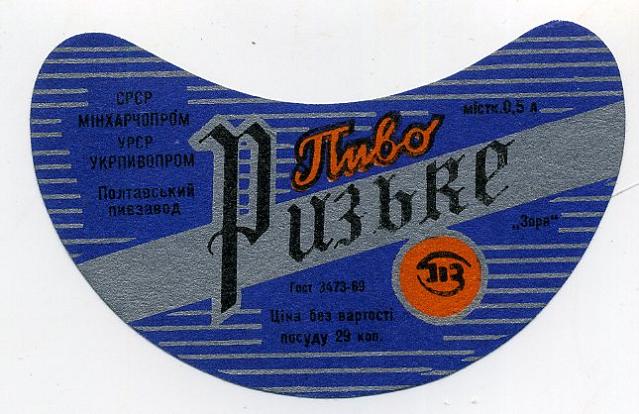 СРСР
МІНХАРЧОПРОМ
УРСР
УКРПИВОПРОМ
Полтавський
пивзавод
Пиво
Ризьке
містк. 0,5 л
„Зоря“
Гост 3473-69
Ціна без вартості
посуду 29 коп.